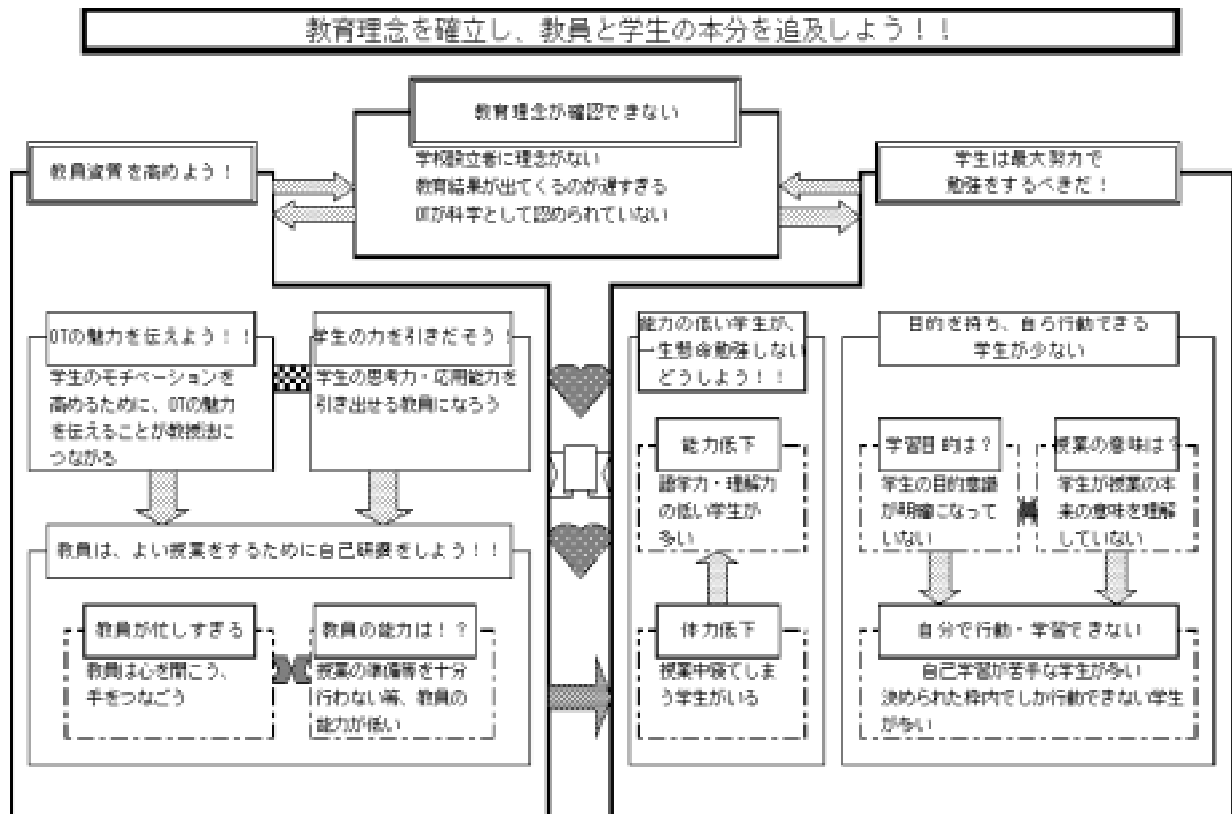 教育理念を確立し、教員と学生の本分を追及しよう！！
教育理念が確認できない
学校設立者に理念がない
教育結果が出てくるのが遅すぎる
OTが科学として認められていない
教員資質を高めよう！
学生は最大努力で
勉強をするべきだ！
OTの魅力を伝えよう！！
学生のモチベーションを
高めるために、OTの魅力
を伝えることが教授法に
つながる
学生の力を引きだそう！
学生の思考力・応用能力を
引き出せる教員になろう
教員は、よい授業をするために自己研鑽をしよう！！
教員が忙しすぎる
教員は心を開こう、
手をつなごう
教員の能力は！？
授業の準備等を十分
行わない等、教員の
能力が低い
能力の低い学生が、
一生懸命勉強しない
どうしよう！！
能力低下
語学力・理解力
の低い学生が
多い
体力低下
授業中寝てしま
う学生がいる
目的を持ち、自ら行動できる
学生が少ない
学習目的は？
学生の目的意識
が明確になって
いない
授業の意味は？
学生が授業の本
来の意味を理解
していない
自分で行動・学習できない
自己学習が苦手な学生が多い
決められた枠内でしか行動できない学生
が多い